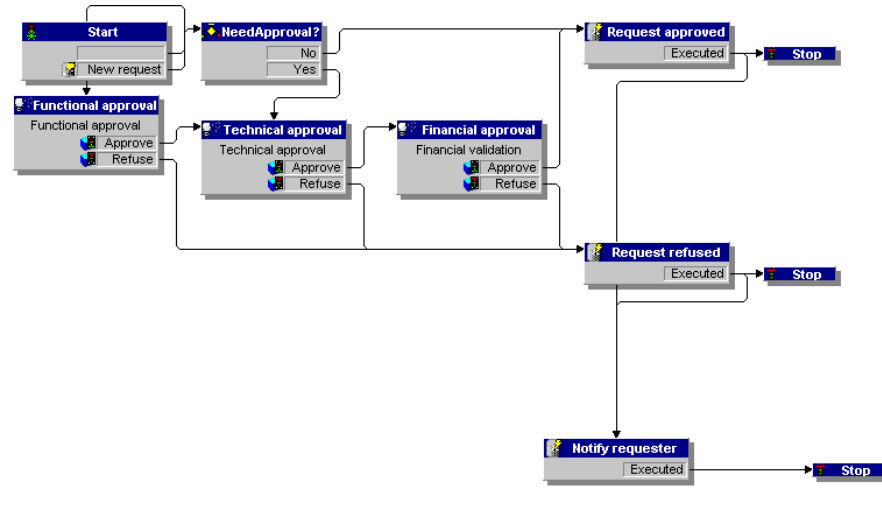 Start
New request
NeedApproval?
No
Yes
Request approved
Executed
Stop
Functional approval
Functional approval
Approve
Refuse
Technical approval
Technical approval
Approve
Refuse
Financial approval
Financial validation
Approve
Refuse
Request refused
Executed
Stop
Notify requester
Executed
Stop